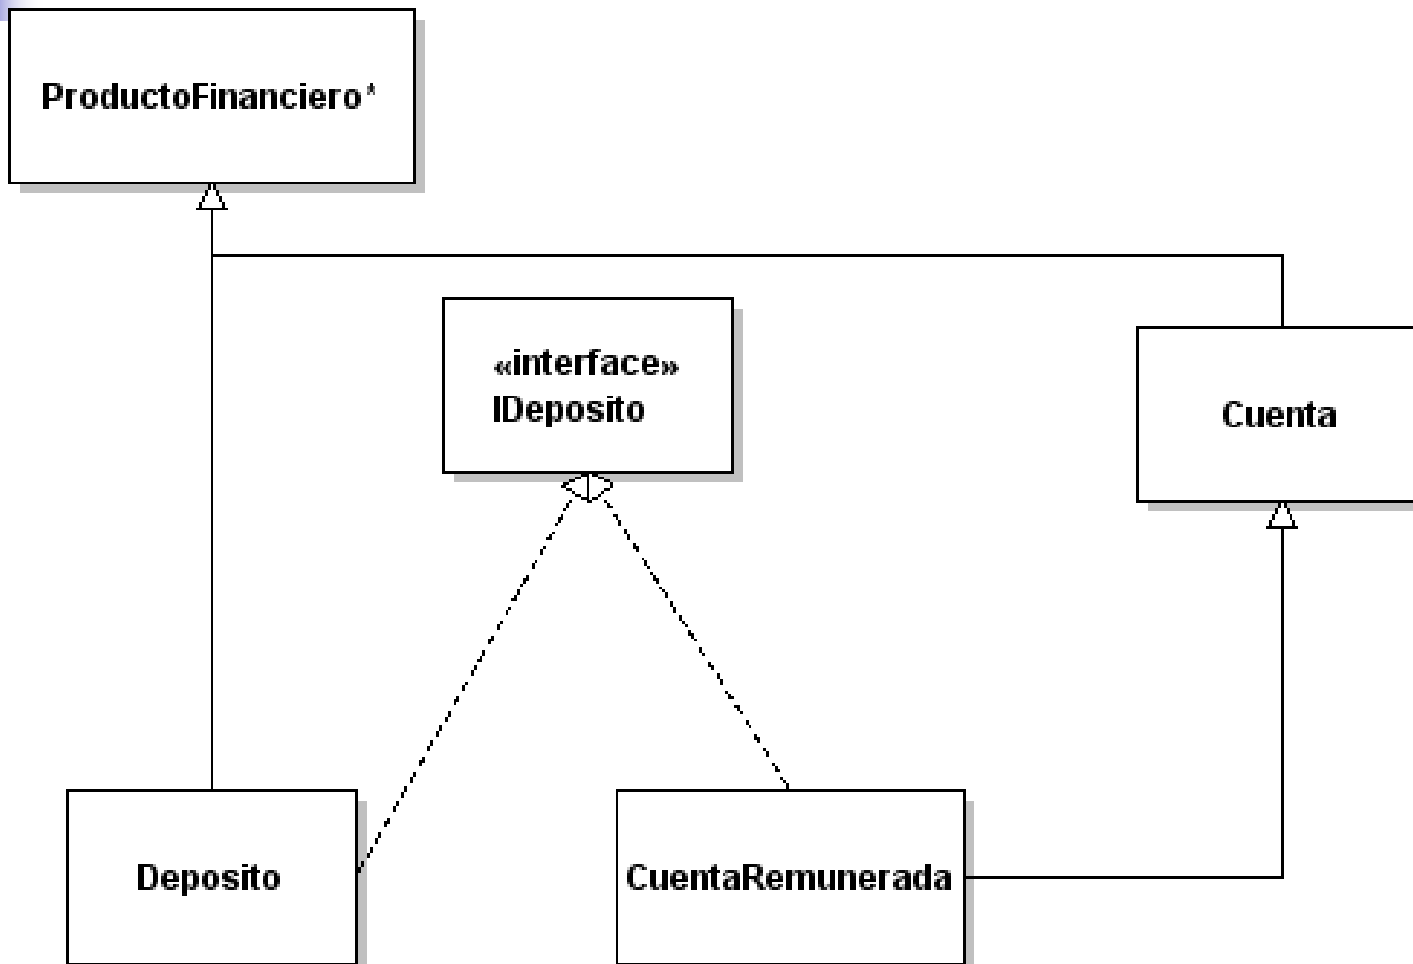 ProductoFinanciero*
«interface»
IDeposito
Cuenta
Deposito
CuentaRemunerada